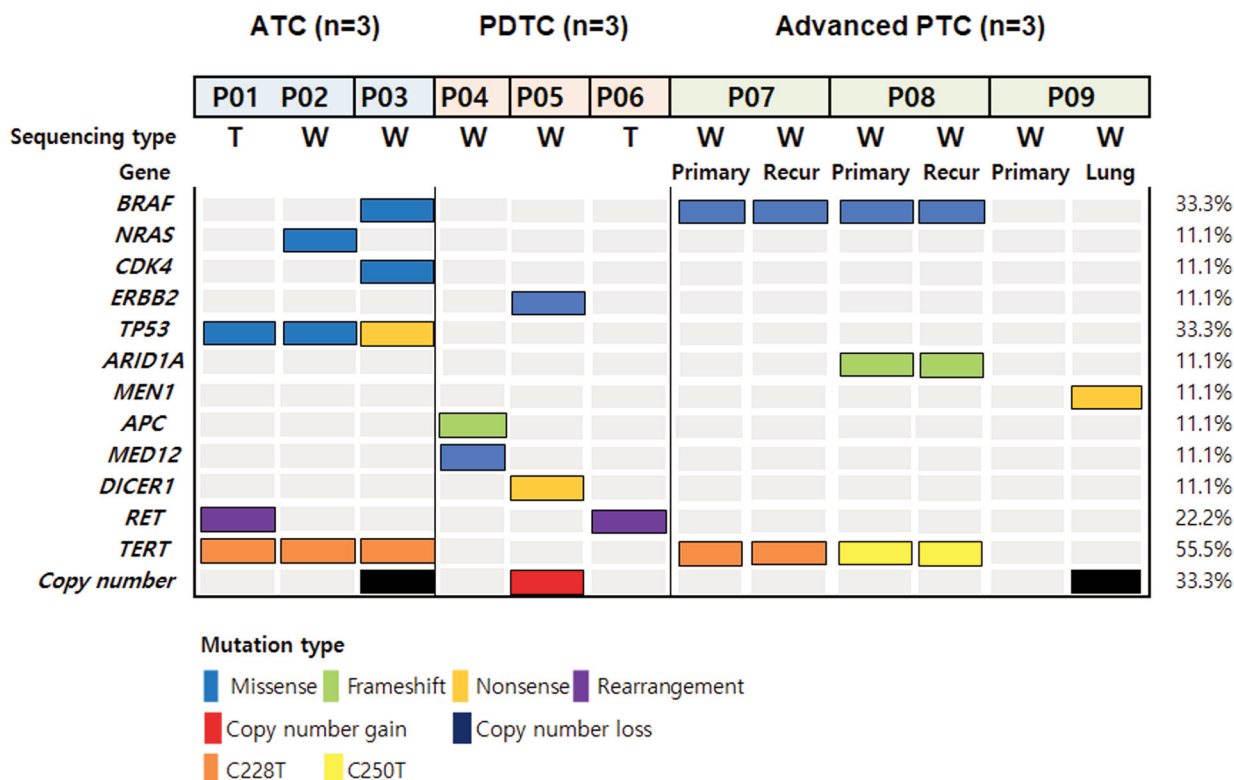 ATC (n=3) PDTC (n=3) Advanced PTC (n=3)
P01 P02 P03 P04 P05 P06 P07 P08 P09
Sequencing type T W W W W T W W W W W W
Gene Primary Recur Primary Recur Primary Lung
BRAF 33.3%
NRAS 11.1%
CDK4 11.1%
ERBB2 11.1%
TP53 33.3%
ARID1A 11.1%
MEN1 11.1%
APC 11.1%
MED12 11.1%
DICER1 11.1%
RET 22.2%
TERT 55.5%
Copy number 33.3%
Mutation type
Missense Frameshift Nonsense Rearrangement
Copy number gain Copy number loss
C228T C250T